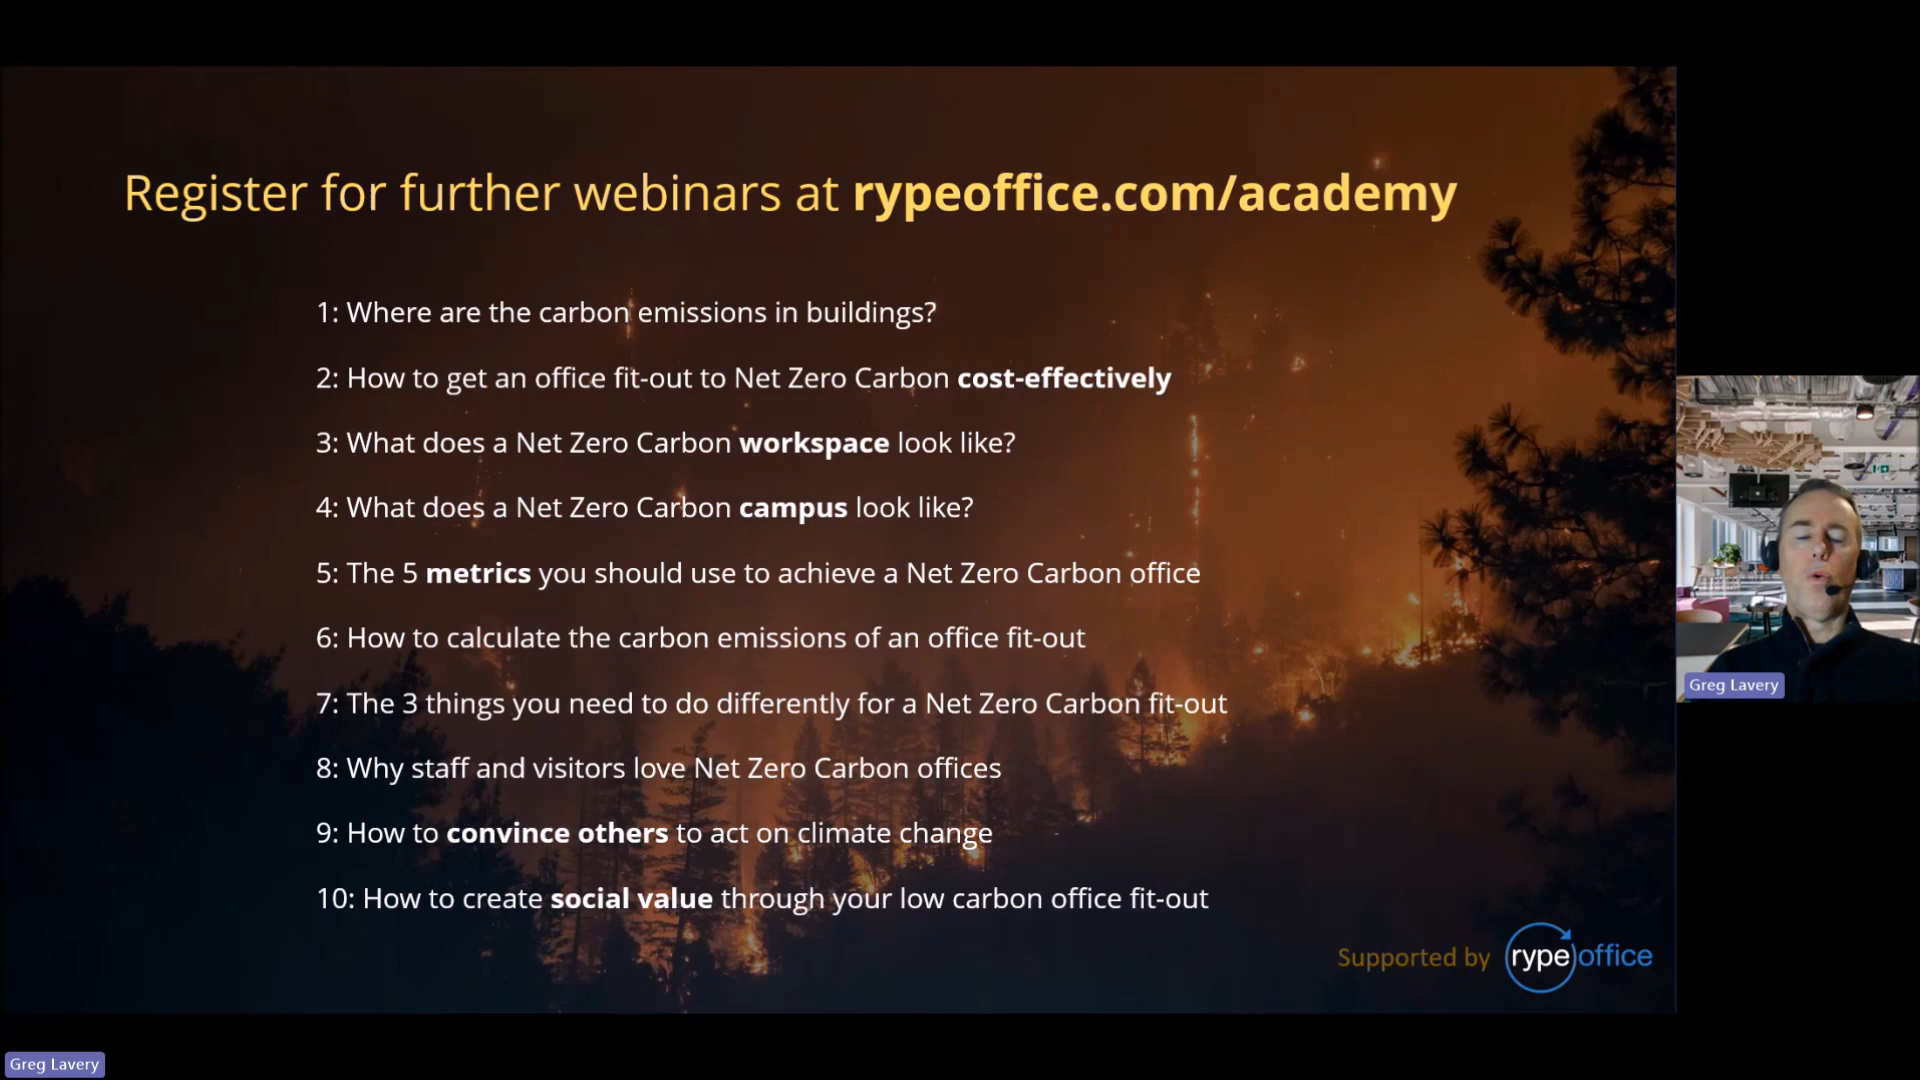 Register for further webinars at rypeoffice.com/academy
1: Where are the carbon emissions in buildings?
2: How to get an office fit-out to Net Zero Carbon cost-effectively
3: What does a Net Zero Carbon workspace look like?
4: What does a Net Zero Carbon campus look like?
5: The 5 metrics you should use to achieve a Net Zero Carbon office
6: How to calculate the carbon emissions of an office fit-out
7: The 3 things you need to do differently for a Net Zero Carbon fit-out
8: Why staff and visitors love Net Zero Carbon offices
9: How to convince others to act on climate change
10: How to create social value through your low carbon office fit-out
Supported by rype office
Greg Lavery
Greg Lavery